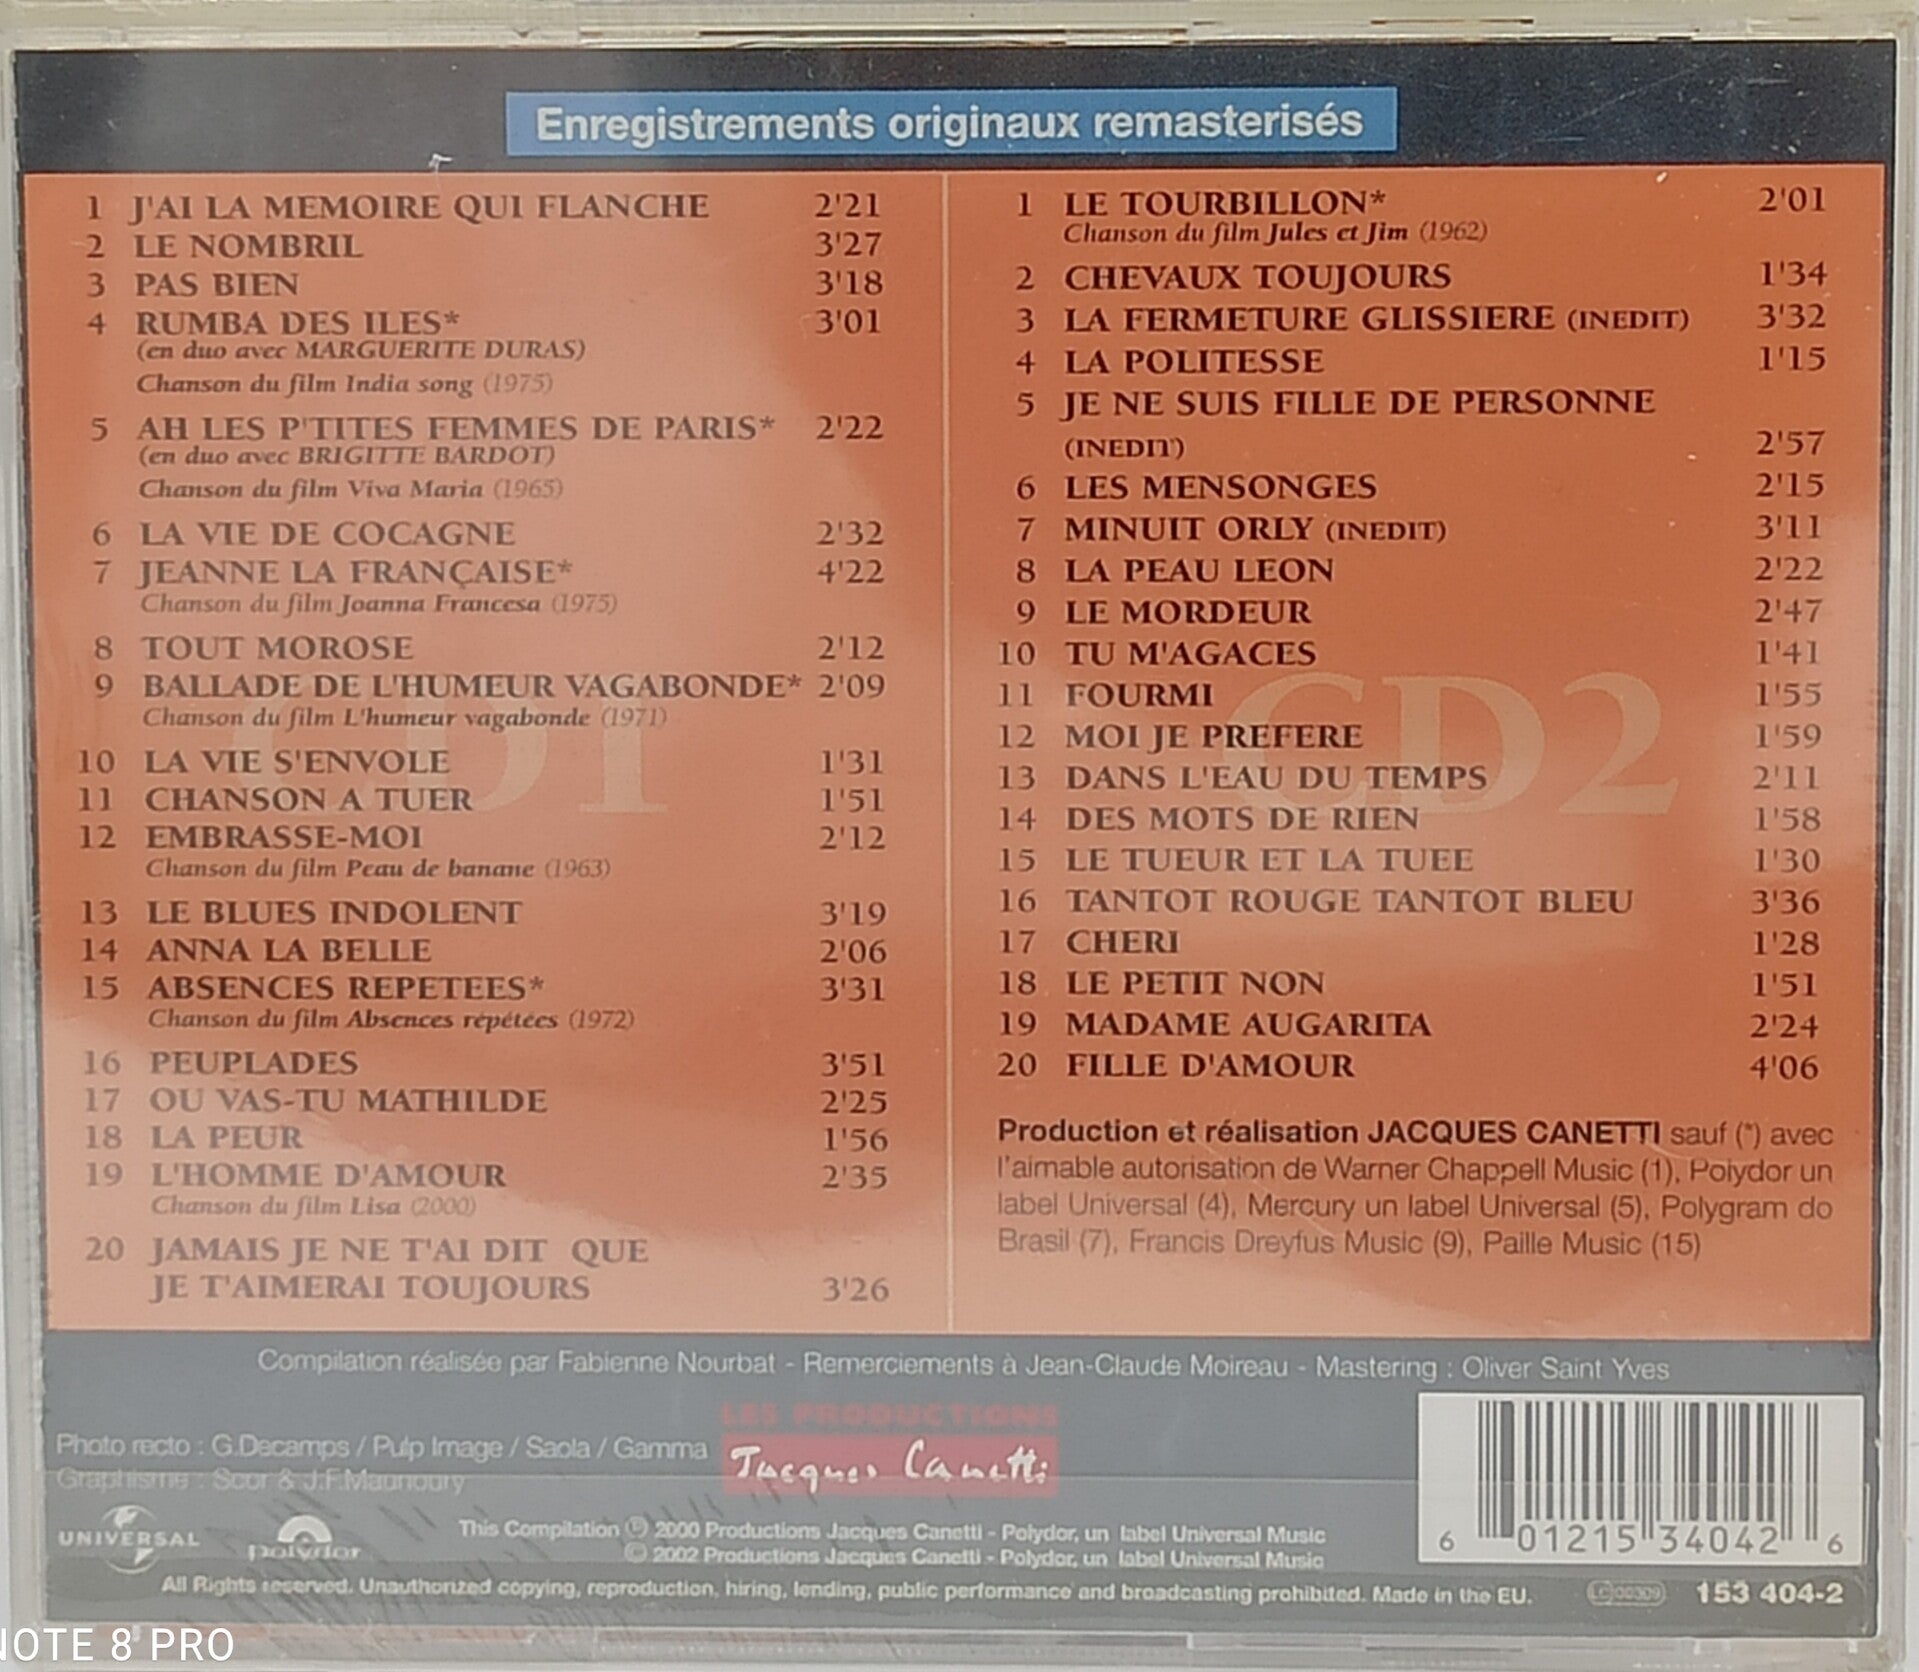 Enregistrements originaux remasterisés
1 J'AI LA MEMOIRE QUI FLANCHE 2'21
2 LE NOMBRIL 3'27
3 PAS BIEN 3'18
4 RUMBA DES ILES* 3'01
(en duo avec MARGUERITE DURAS)
Chanson du film India song (1975)
5 AH LES P'TITES FEMMES DE PARIS* 2'22
(en duo avec BRIGITTE BARDOT)
Chanson du film Viva Maria (1965)
6 LA VIE DE COCAGNE 2'32
7 JEANNE LA FRANÇAISE* 4'22
Chanson du film Joanna Francesa (1975)
8 TOUT MOROSE 2'12
9 BALLADE DE L'HUMEUR VAGABONDE* 2'09
Chanson du film L'humeur vagabonde (1971)
10 LA VIE S'ENVOLE 1'31
11 CHANSON A TUER 1'51
12 EMBRASSE-MOI 2'12
Chanson du film Peau de banane (1963)
13 LE BLUES INDOLENT 3'19
14 ANNA LA BELLE 2'06
15 ABSENCES REPETEES* 3'31
Chanson du film Absences répétées (1972)
16 PEUPLADES 3'51
17 OU VAS-TU MATHILDE 2'25
18 LA PEUR 1'56
19 L'HOMME D'AMOUR 2'35
Chanson du film Lisa (2000)
20 JAMAIS JE NE T'AI DIT QUE
JE T'AIMERAI TOUJOURS 3'26
CD1
1 LE TOURBILLON* 2'01
Chanson du film Jules et Jim (1962)
2 CHEVAUX TOUJOURS 1'34
3 LA FERMETURE GLISSIERE (INEDIT) 3'32
4 LA POLITESSE 1'15
5 JE NE SUIS FILLE DE PERSONNE
(INEDIT) 2'57
6 LES MENSONGES 2'15
7 MINUIT ORLY (INEDIT) 3'11
8 LA PEAU LEON 2'22
9 LE MORDEUR 2'47
10 TU M'AGACES 1'41
11 FOURMI 1'55
12 MOI JE PREFERE 1'59
13 DANS L'EAU DU TEMPS 2'11
14 DES MOTS DE RIEN 1'58
15 LE TUEUR ET LA TUEE 1'30
16 TANTOT ROUGE TANTOT BLEU 3'36
17 CHERI 1'28
18 LE PETIT NON 1'51
19 MADAME AUGARITA 2'24
20 FILLE D'AMOUR 4'06
CD2
Production et réalisation JACQUES CANETTI sauf (*) avec
l'aimable autorisation de Warner Chappell Music (1), Polydor un
label Universal (4), Mercury un label Universal (5), Polygram do
Brasil (7), Francis Dreyfus Music (9), Paille Music (15)
Compilation réalisée par Fabienne Nourbat - Remerciements à Jean-Claude Moireau - Mastering : Oliver Saint Yves
LES PRODUCTIONS
Jacques Canetti
Photo recto : G.Decamps / Pulp Image / Saola / Gamma
Graphisme : Scor & J.F.Maunoury
UNIVERSAL
polydor
This Compilation ℗ 2000 Productions Jacques Canetti - Polydor, un label Universal Music
© 2002 Productions Jacques Canetti - Polydor, un label Universal Music
All Rights reserved. Unauthorized copying, reproduction, hiring, lending, public performance and broadcasting prohibited. Made in the EU.
6 01215 34042 6
LC 00309 153 404-2
NOTE 8 PRO